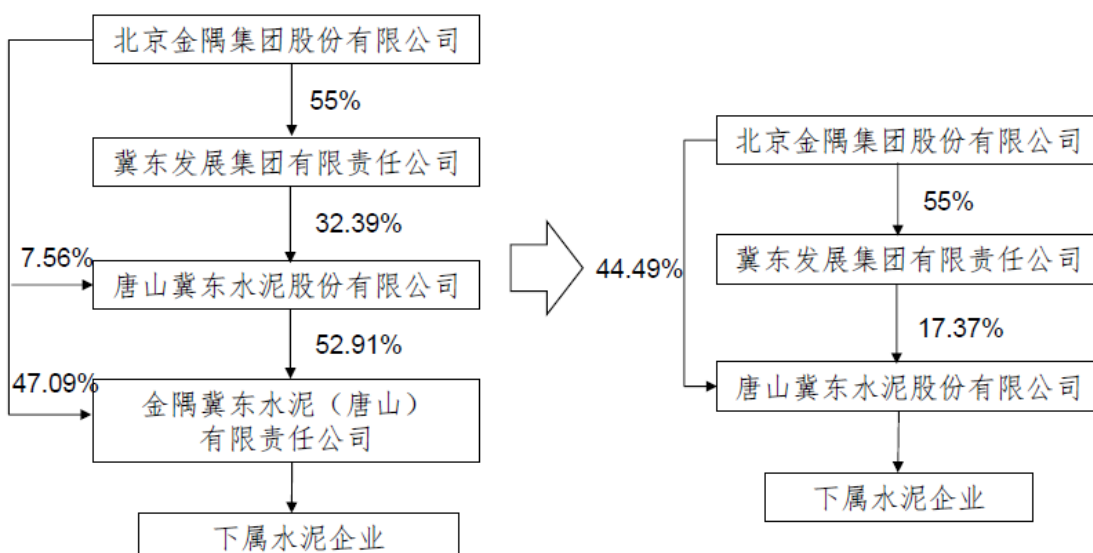 北京金隅集团股份有限公司
55%
冀东发展集团有限责任公司
32.39%
7.56%
唐山冀东水泥股份有限公司
52.91%
47.09%
金隅冀东水泥（唐山）
有限责任公司
下属水泥企业
北京金隅集团股份有限公司
55%
44.49%
冀东发展集团有限责任公司
17.37%
唐山冀东水泥股份有限公司
下属水泥企业